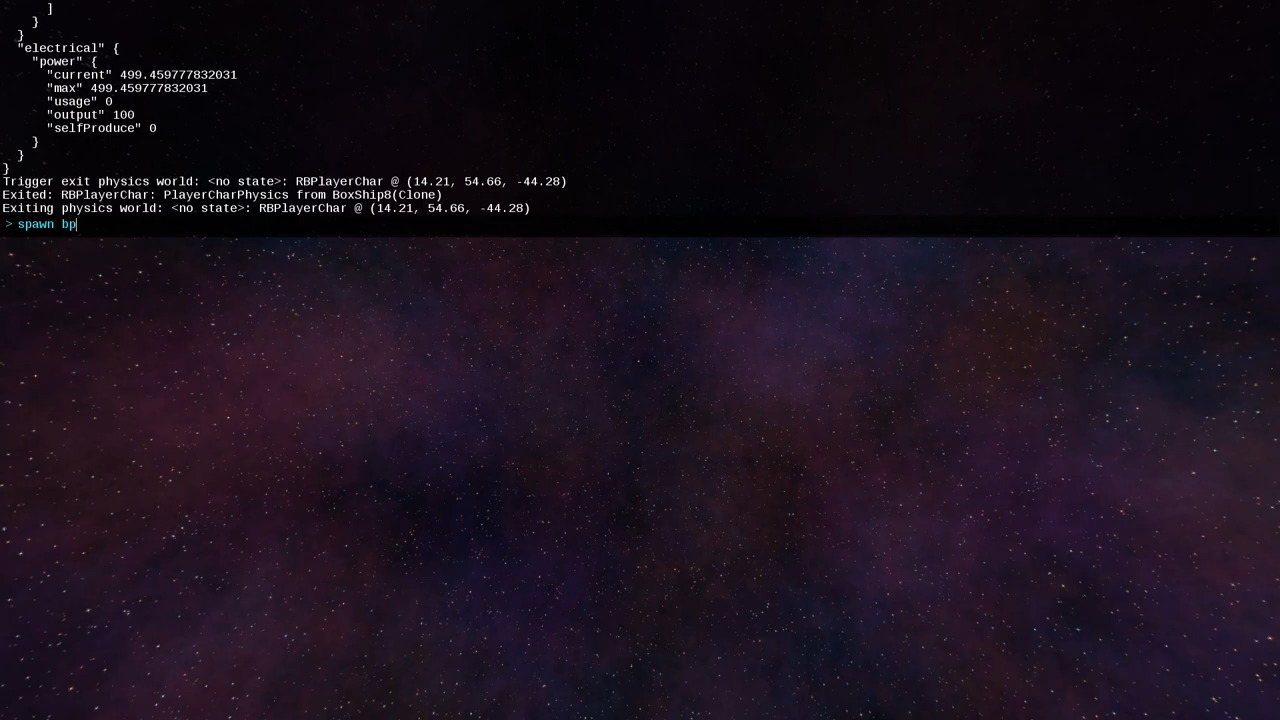 ]
}
}
"electrical" {
"power" {
"current" 499.459777832031
"max" 499.459777832031
"usage" 0
"output" 100
"selfProduce" 0
}
}
}
Trigger exit physics world: <no state>: RBPlayerChar @ (14.21, 54.66, -44.28)
Exited: RBPlayerChar: PlayerCharPhysics from BoxShip8(Clone)
Exiting physics world: <no state>: RBPlayerChar @ (14.21, 54.66, -44.28)
> spawn bp